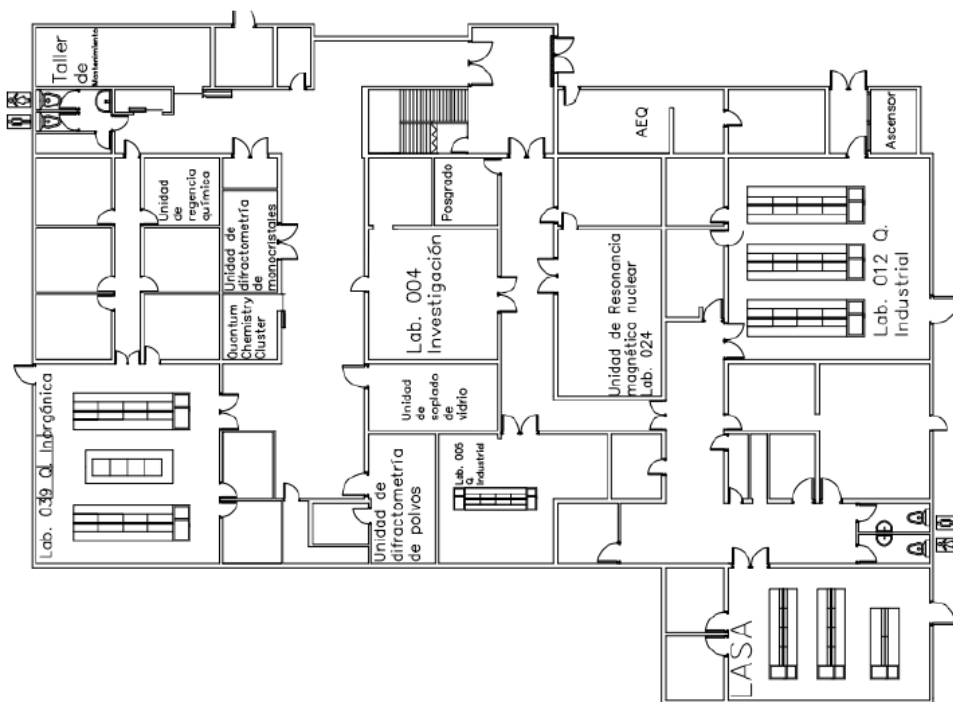 Taller
de
Mantenimiento
Unidad
de
regencia
química
Unidad de
difractometría
de
monocristales
Quantum
Chemistry
Cluster
Lab. 039 Q. Inorgánica
Posgrado
Lab. 004
Investigación
Unidad
de
soplado
de
vidrio
Unidad de
difractometría
de polvos
Lab. 005
Q.
Industrial
AEQ
Unidad de Resonancia
magnética nuclear
Lab. 024
Ascensor
Lab. 012 Q.
Industrial
LASA